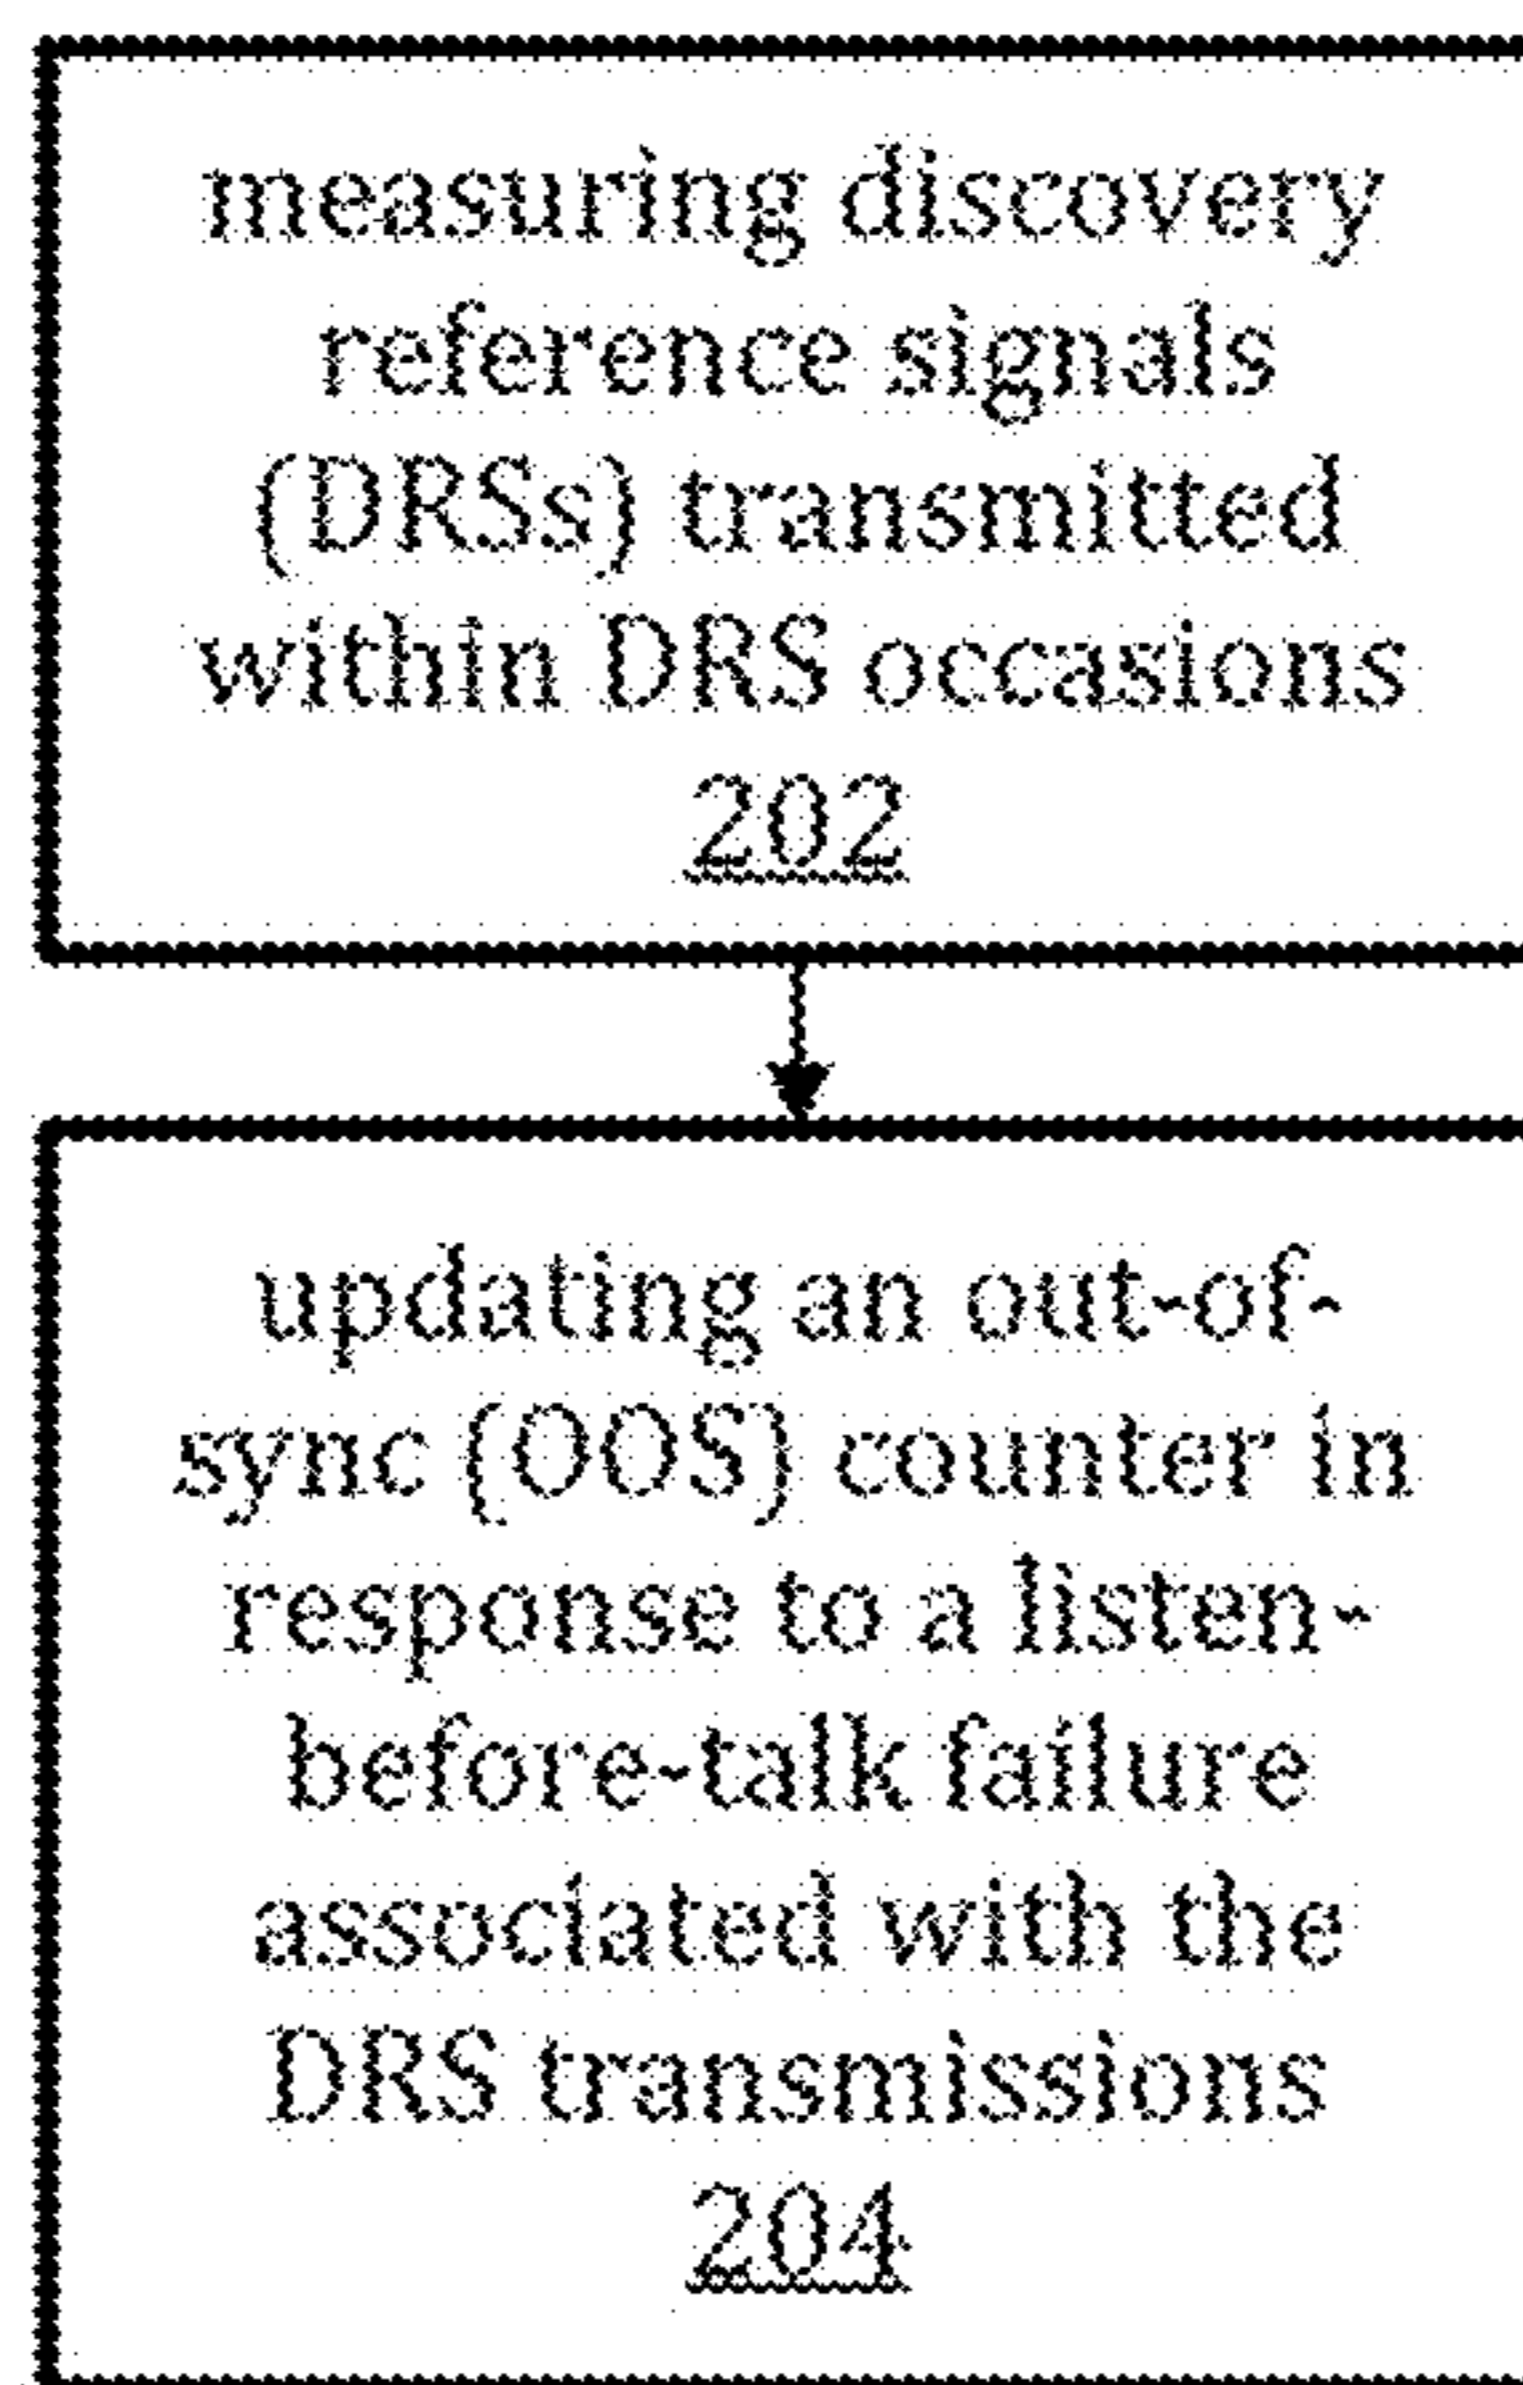 measuring discovery
reference signals
(DRSs) transmitted
within DRS occasions
202
updating an out-of-
sync (OOS) counter in
response to a listen-
before-talk failure
associated with the
DRS transmissions
204